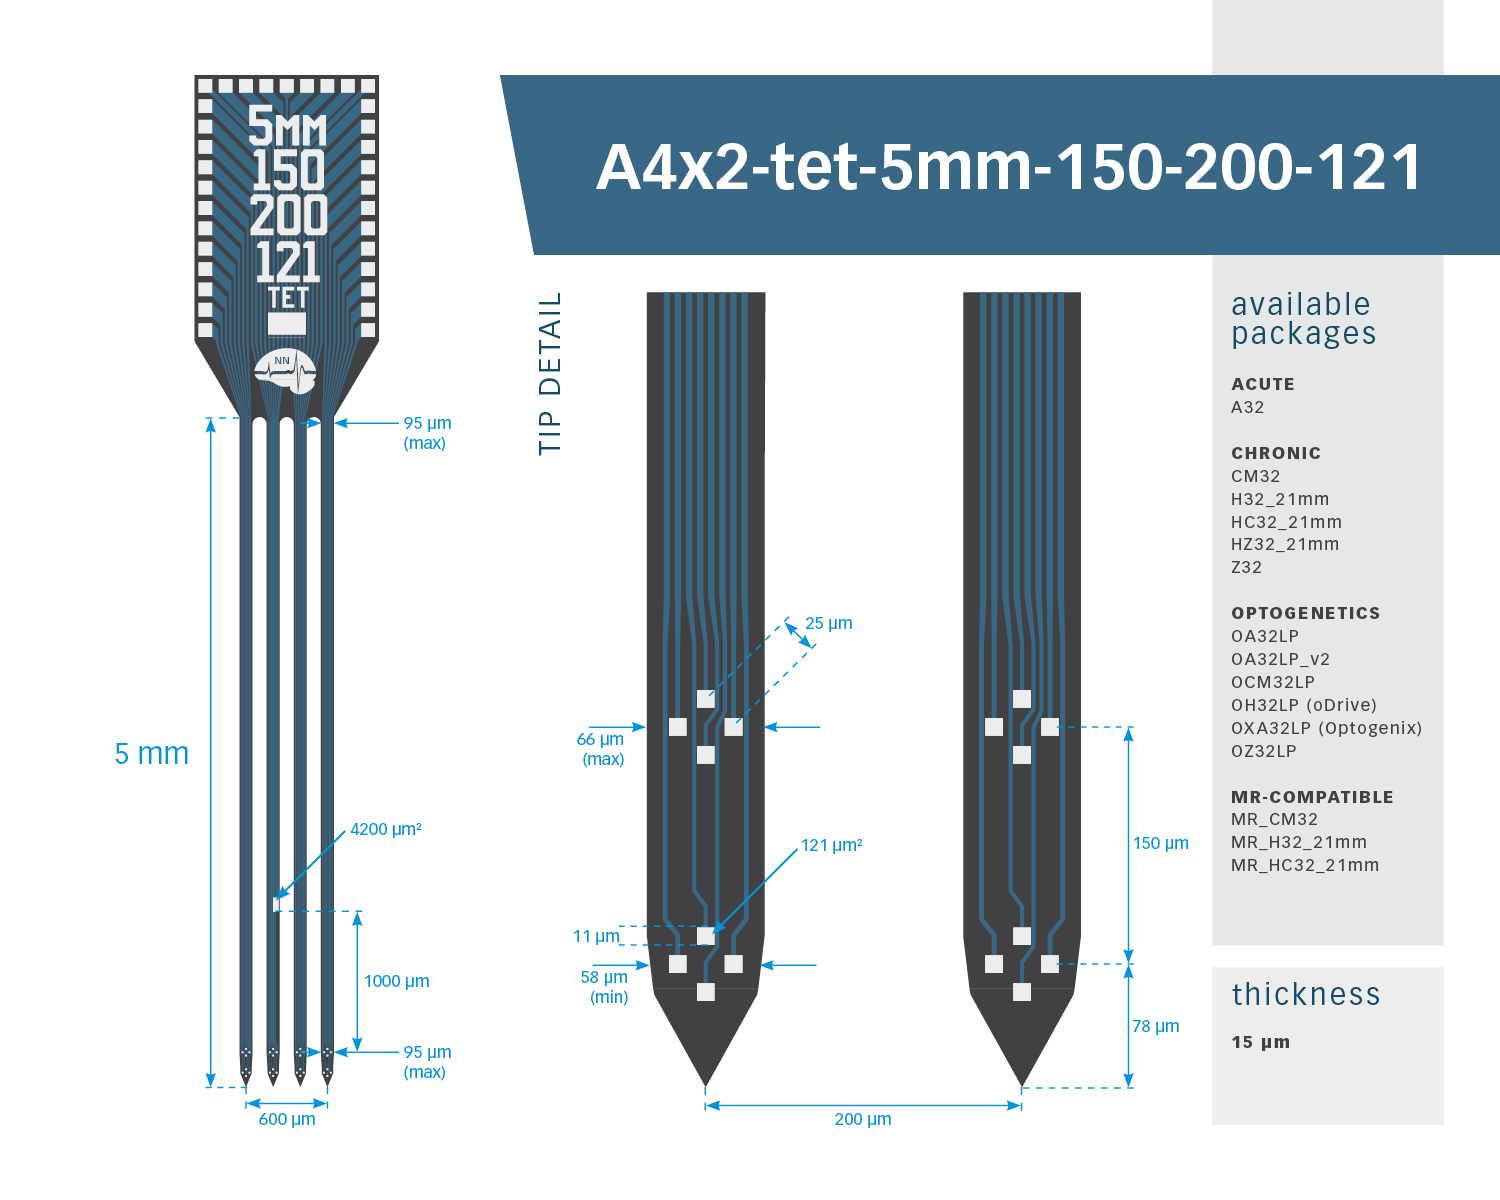 5MM
150
200
121
TET
NN
A4x2-tet-5mm-150-200-121
TIP DETAIL
95 µm
(max)
5 mm
4200 µm²
1000 µm
95 µm
(max)
600 µm
25 µm
66 µm
(max)
121 µm²
11 µm
58 µm
(min)
150 µm
78 µm
200 µm
available
packages
ACUTE
A32
CHRONIC
CM32
H32_21mm
HC32_21mm
HZ32_21mm
Z32
OPTOGENETICS
OA32LP
OA32LP_v2
OCM32LP
OH32LP (oDrive)
OXA32LP (Optogenix)
OZ32LP
MR-COMPATIBLE
MR_CM32
MR_H32_21mm
MR_HC32_21mm
thickness
15 µm